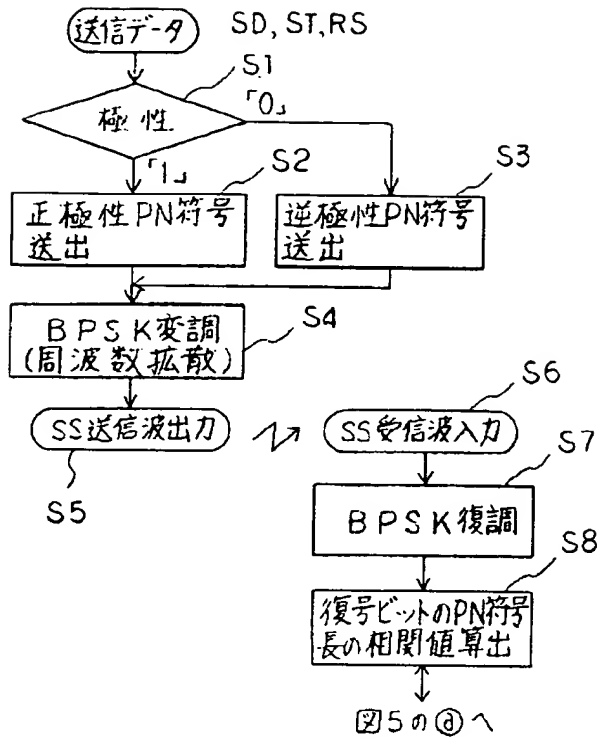 送信データ
SD, ST, RS
S1
極性
「0」
「1」
S2
正極性PN符号
送出
S3
逆極性PN符号
送出
BPSK変調
(周波数拡散)
S4
SS送信波出力
S5
S6
SS受信波入力
S7
BPSK復調
S8
復号ビットのPN符号
長の相関値算出
図5のⓐへ